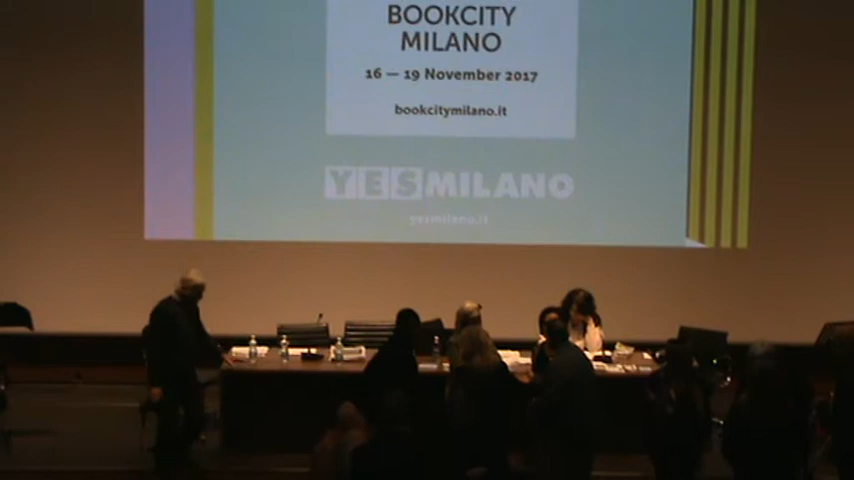 BOOKCITY
MILANO
16 — 19 November 2017
bookcitymilano.it
YESMILANO
yesmilano.it